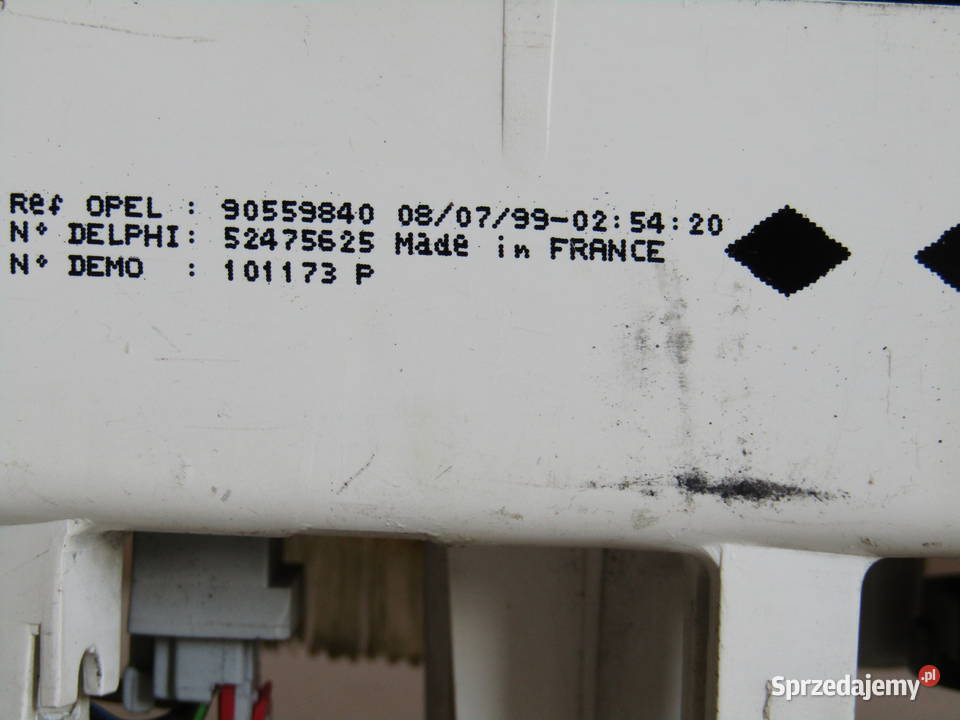 Ref OPEL : 90559840 08/07/99-02:54:20
N° DELPHI: 52475625 Made in FRANCE
N° DEMO : 101173 P
Sprzedajemy.pl